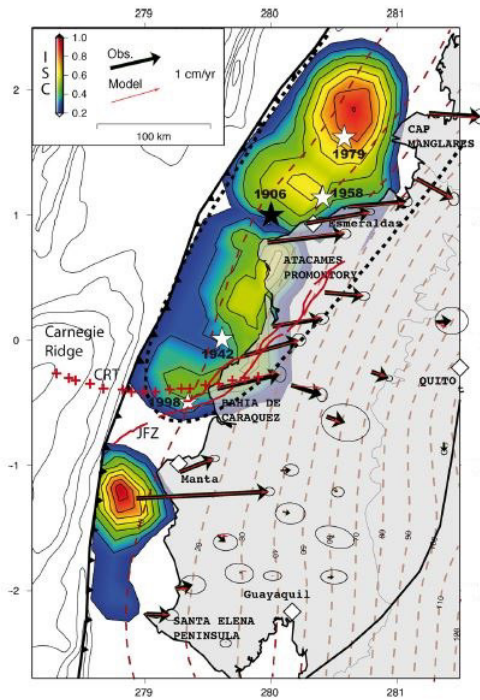 279
280
281
1.0
0.8
0.6
0.4
0.2
I
S
C
Obs.
Model
1 cm/yr
100 km
2
1
0
-1
-2
CAP
MANGLARES
1979
1958
1906
Esmeraldas
ATACAMES
PROMONTORY
Carnegie
Ridge
CRT
1942
1998
BAHIA DE
CARAQUEZ
QUITO
JFZ
Manta
Guayaquil
SANTA ELENA
PENINSULA
279
280
281